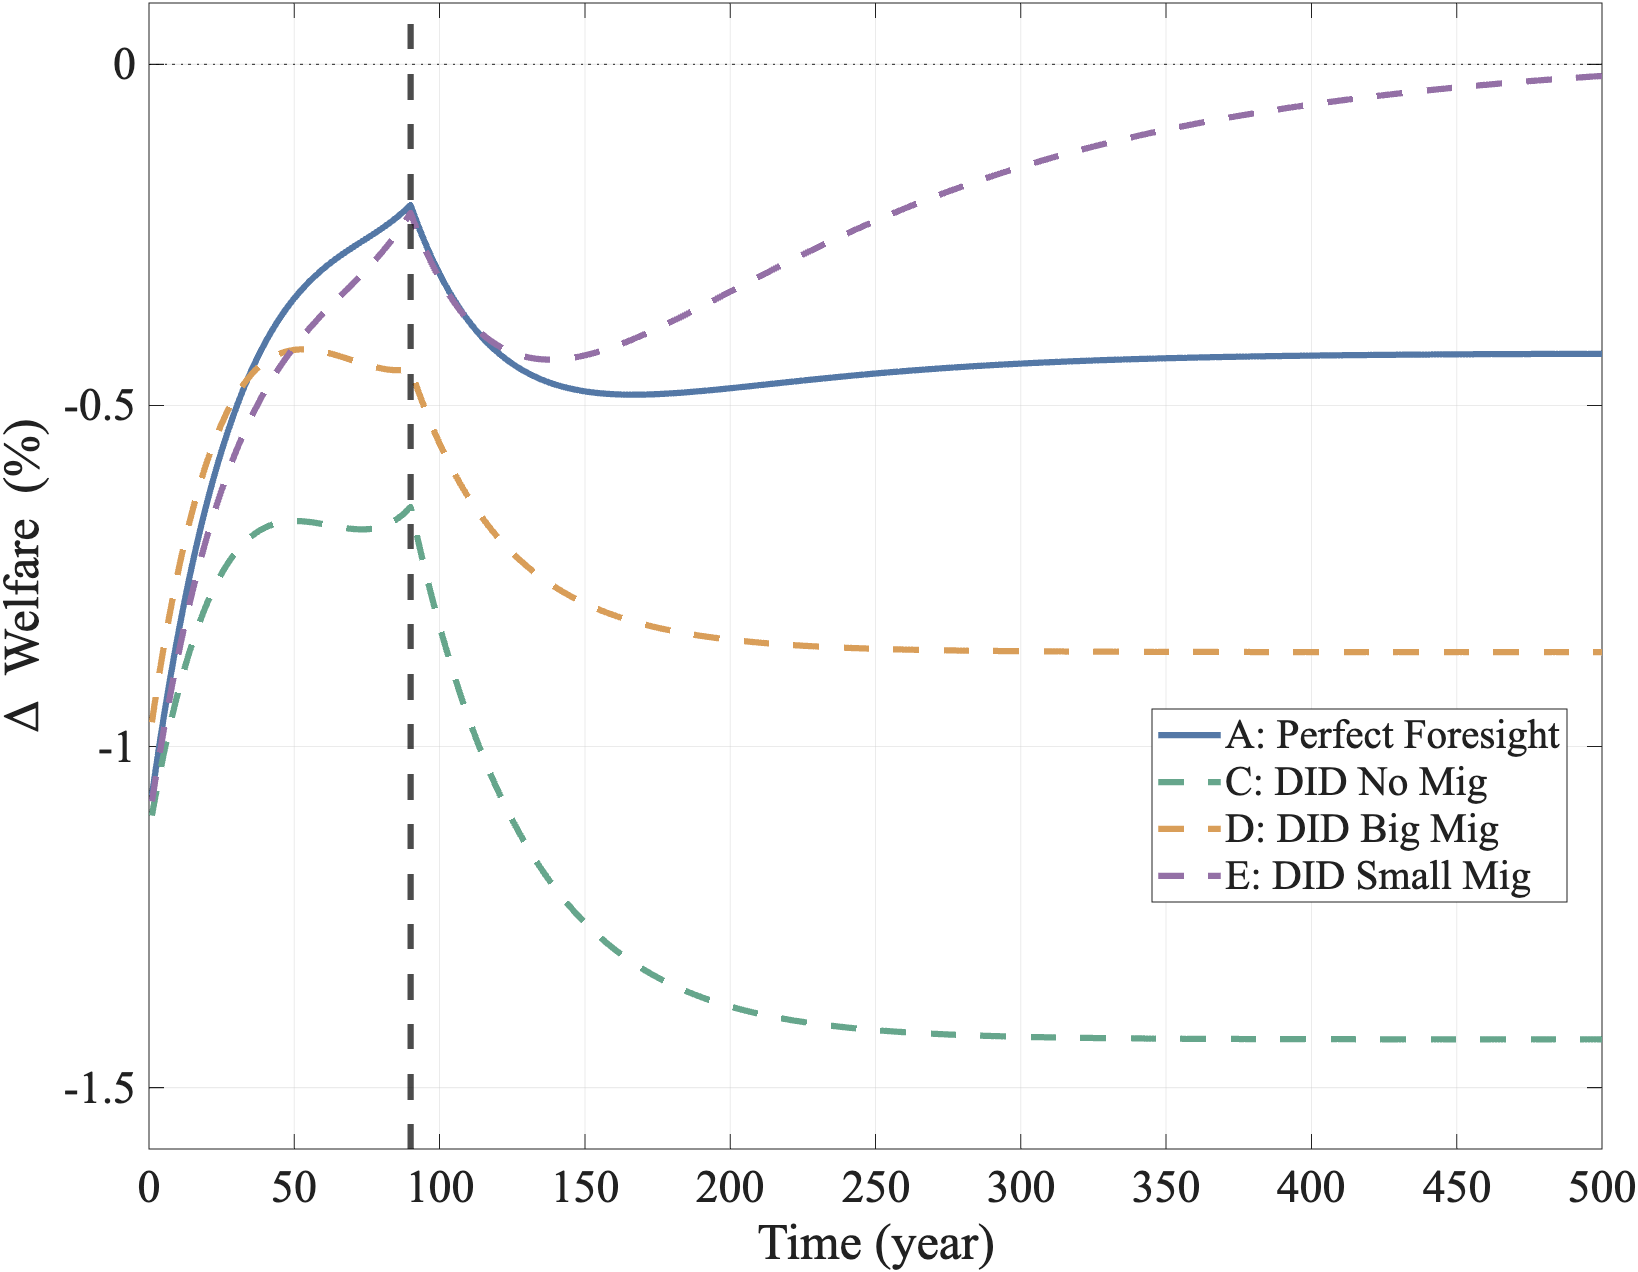 0
-0.5
-1
-1.5
Δ Welfare (%)
0 50 100 150 200 250 300 350 400 450 500
Time (year)
A: Perfect Foresight
C: DID No Mig
D: DID Big Mig
E: DID Small Mig